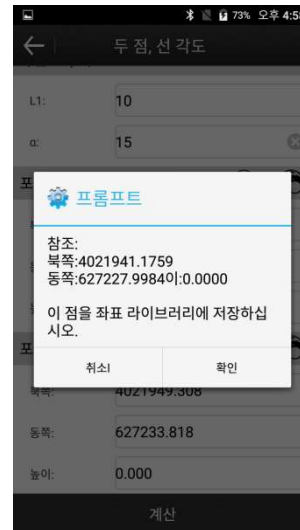 73% 오후 4:5
두 점, 선 각도
L1: 10
α: 15
포
프롬프트
참조:
북쪽:4021941.1759
동쪽:627227.9984이:0.0000
이 점을 좌표 라이브러리에 저장하십
시오.
취소l 확인
포
북쪽: 4021949.308
동쪽: 627233.818
높이: 0.000
계산